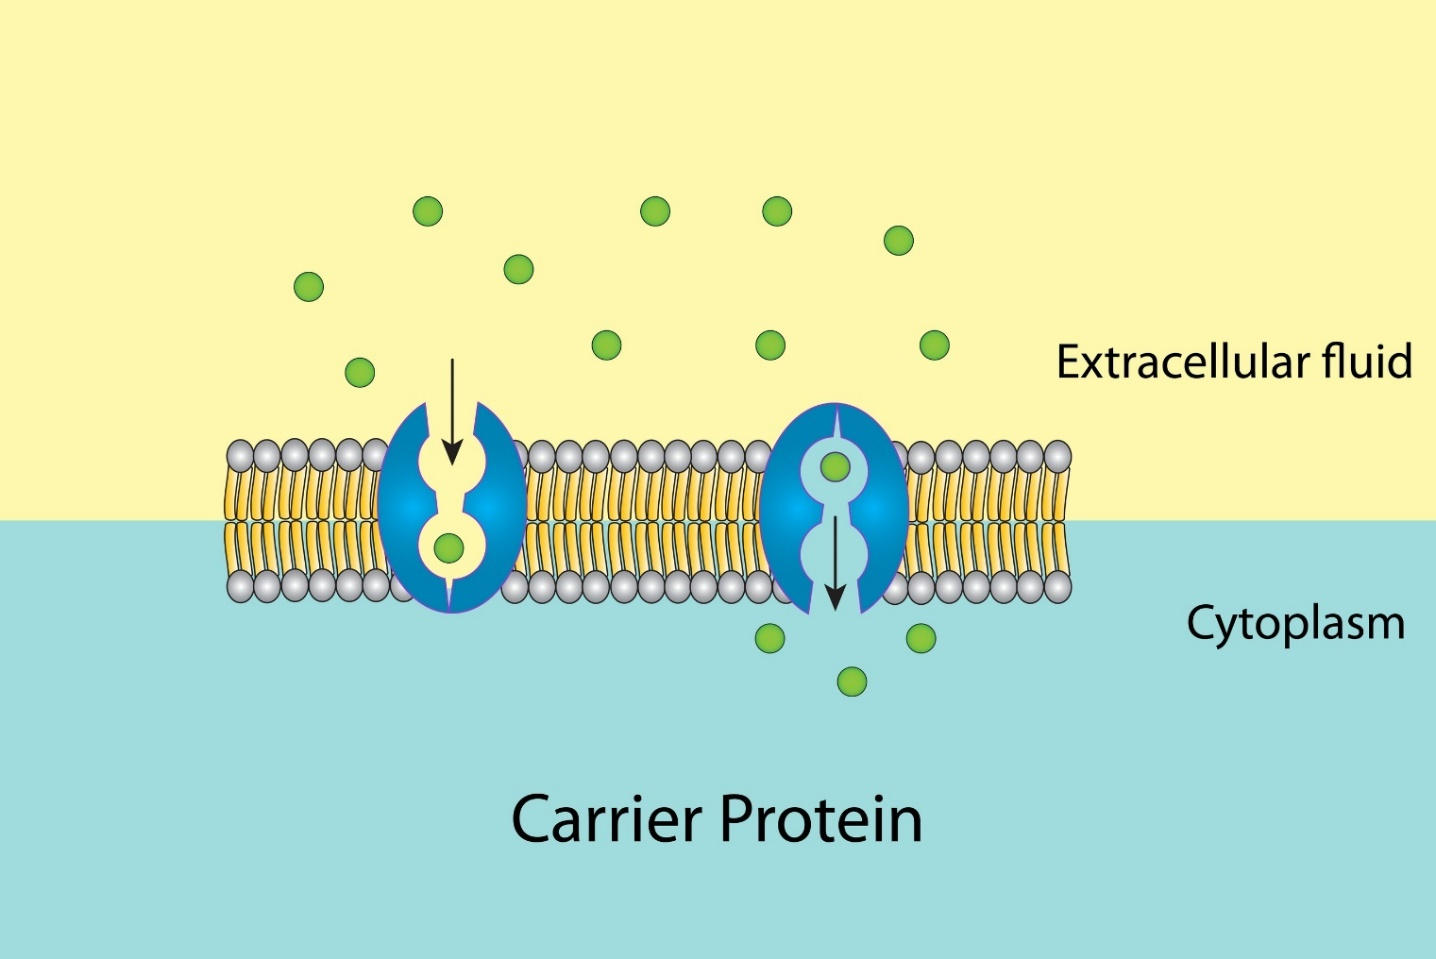 Extracellular fluid
Cytoplasm
Carrier Protein